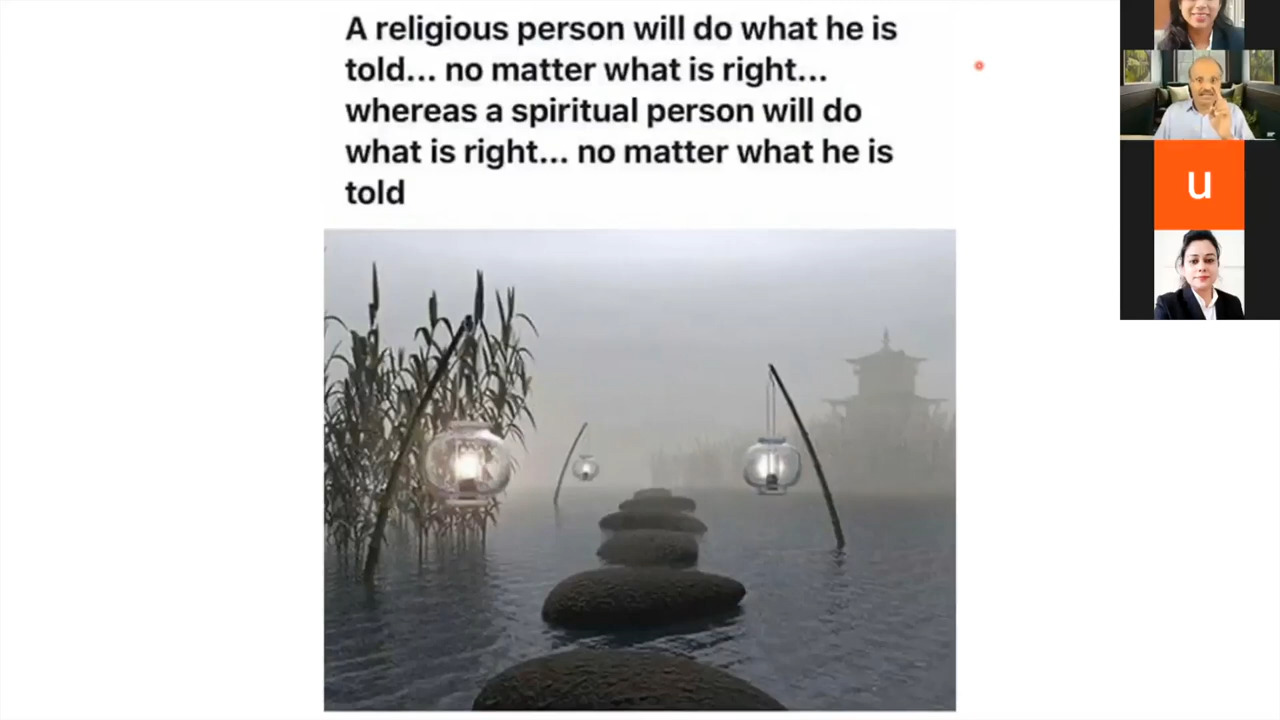 A religious person will do what he is
told... no matter what is right...
whereas a spiritual person will do
what is right... no matter what he is
told
u